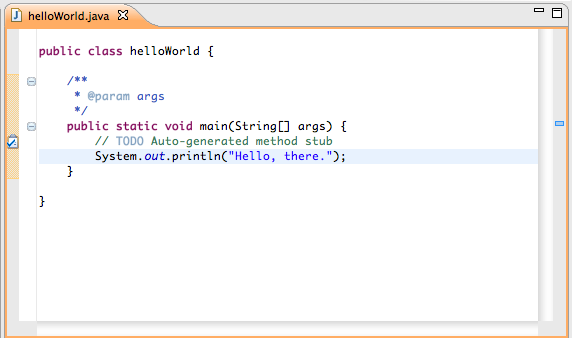 helloWorld.java
public class helloWorld {
/**
* @param args
*/
public static void main(String[] args) {
// TODO Auto-generated method stub
System.out.println("Hello, there.");
}
}